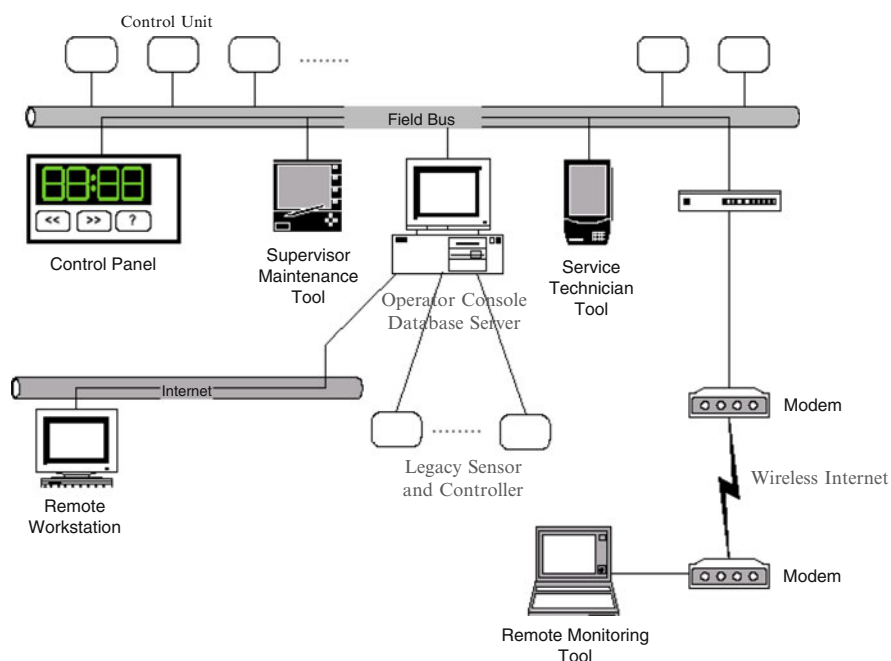 Control Unit
Field Bus
88:88
<< >> ?
Control Panel
Supervisor
Maintenance
Tool
Operator Console
Database Server
Service
Technician
Tool
Internet
Remote
Workstation
Legacy Sensor
and Controller
Modem
Wireless Internet
Modem
Remote Monitoring
Tool